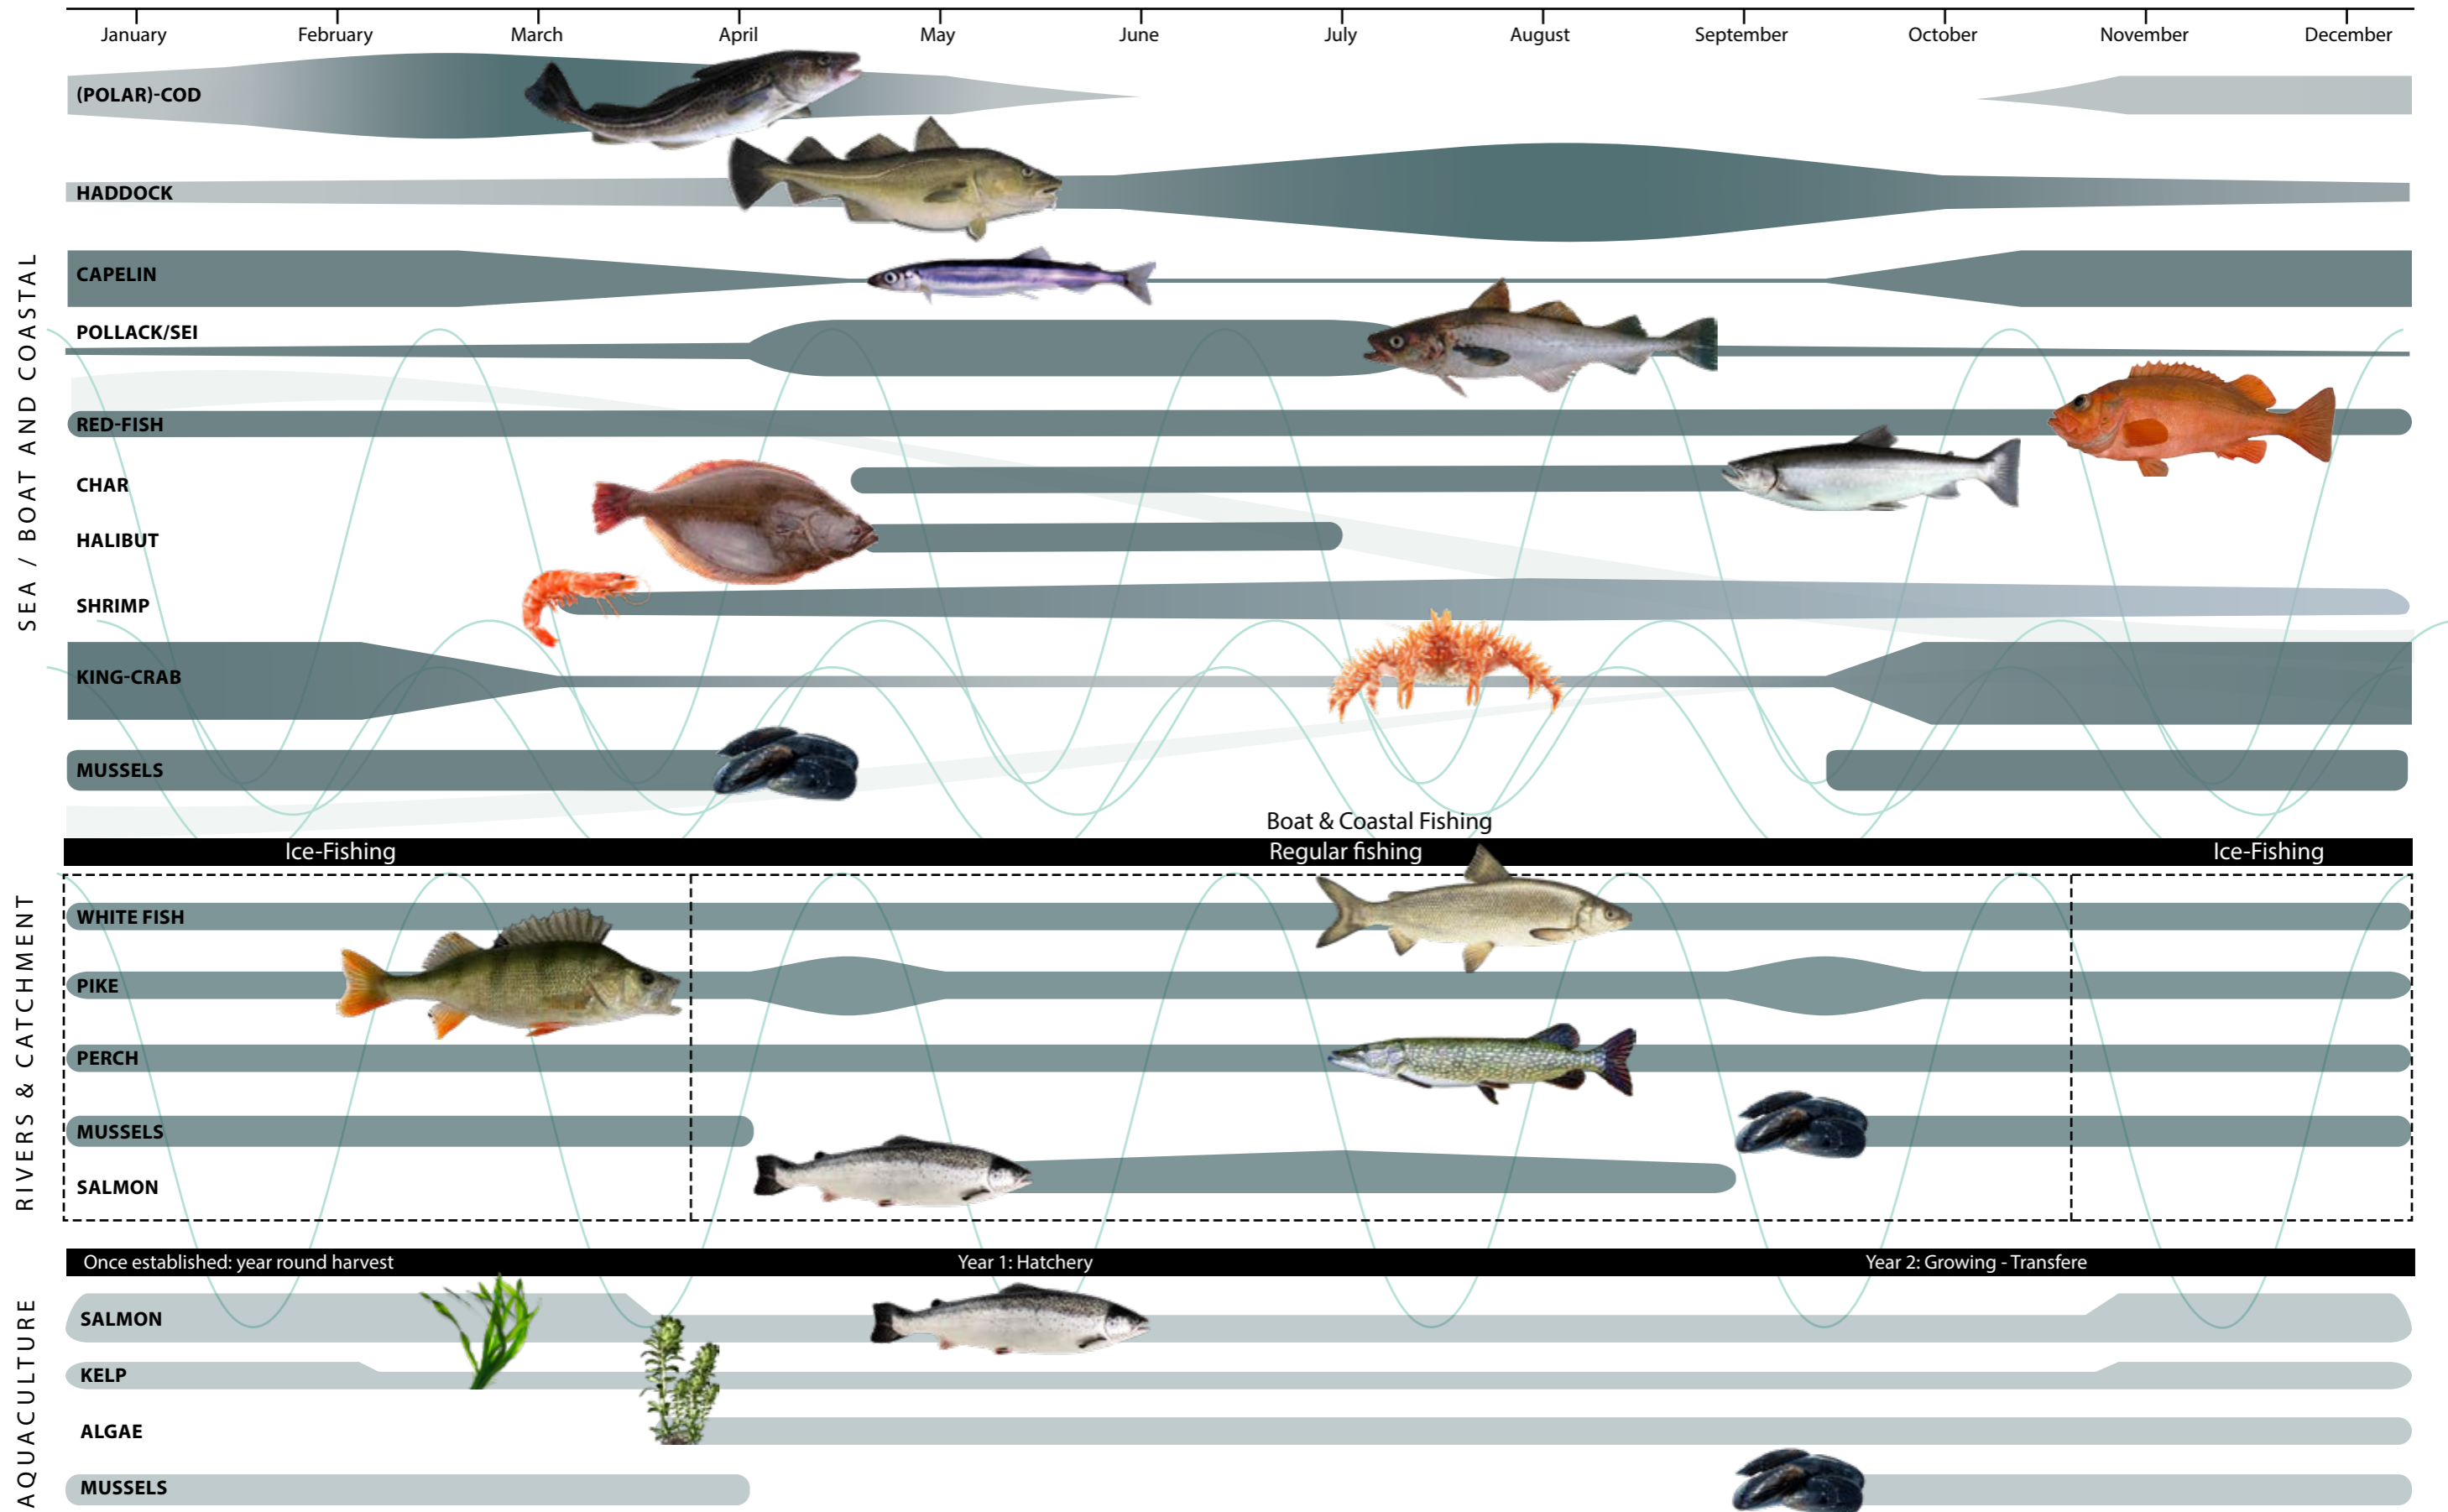 January February March April May June July August September October November December
SEA / BOAT AND COASTAL
(POLAR)-COD
HADDOCK
CAPELIN
POLLACK/SEI
RED-FISH
CHAR
HALIBUT
SHRIMP
KING-CRAB
MUSSELS
Boat & Coastal Fishing
Ice-Fishing Regular fishing Ice-Fishing
RIVERS & CATCHMENT
WHITE FISH
PIKE
PERCH
MUSSELS
SALMON
Once established: year round harvest Year 1: Hatchery Year 2: Growing - Transfere
AQUACULTURE
SALMON
KELP
ALGAE
MUSSELS